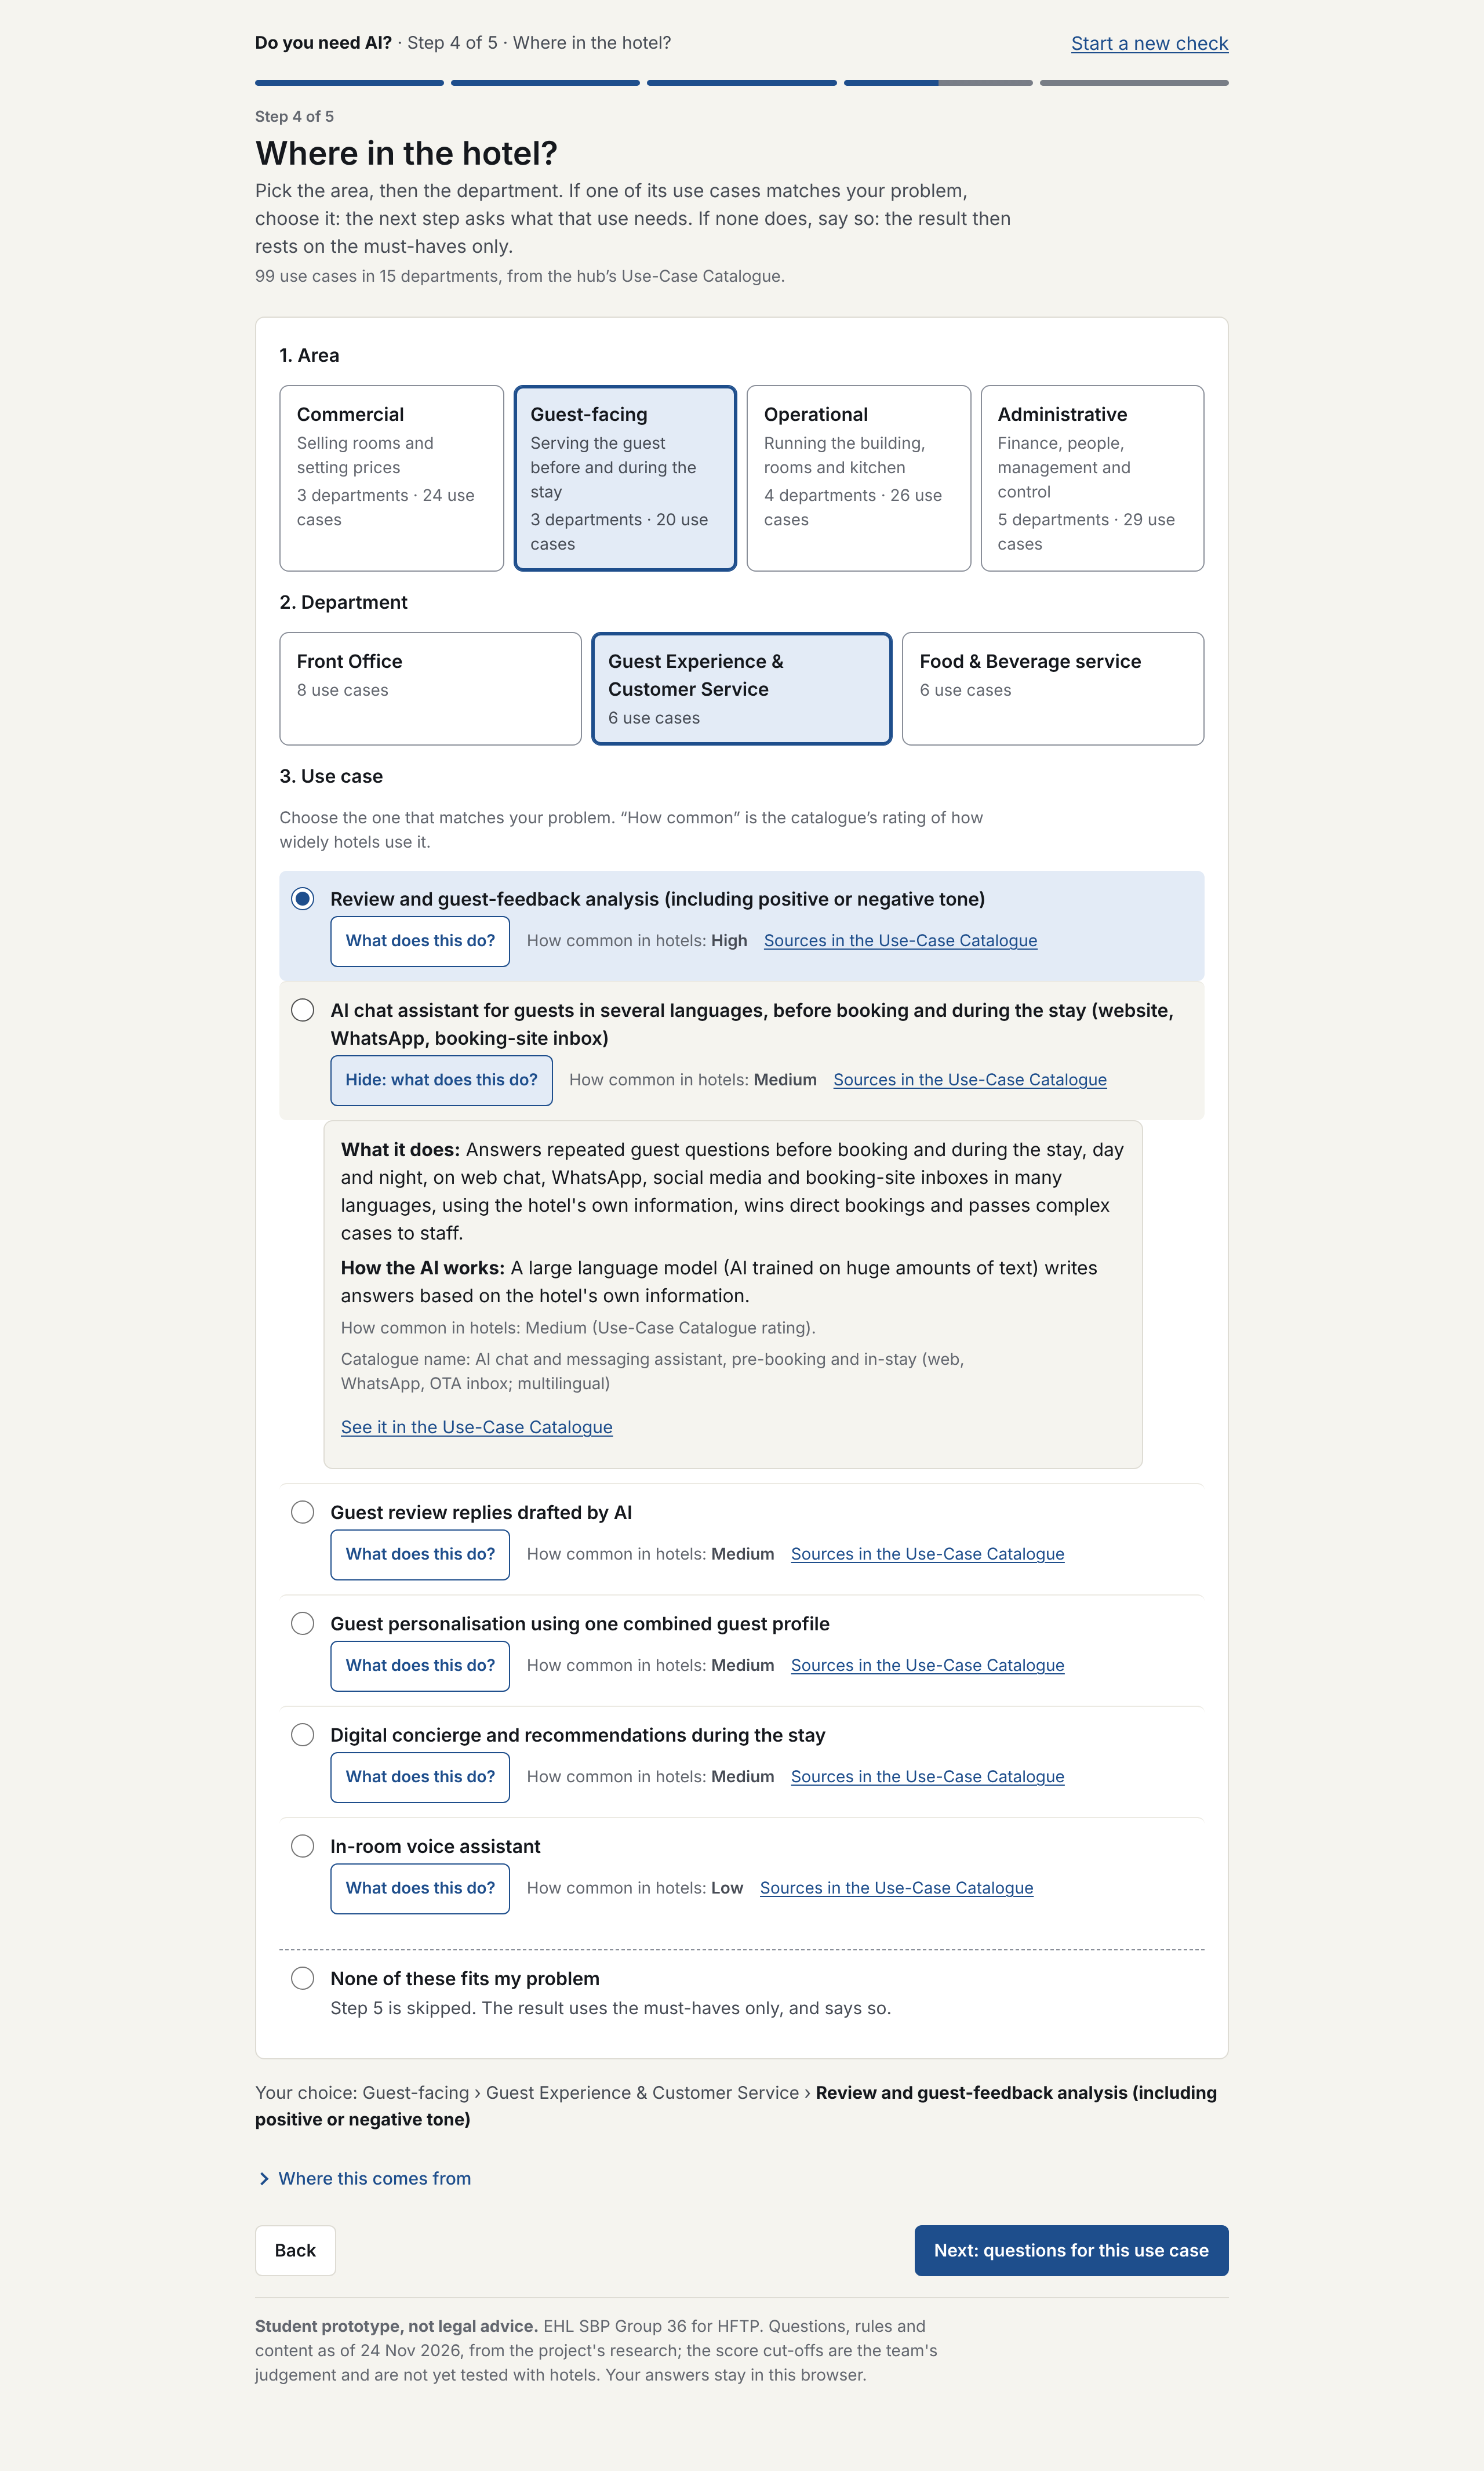 Do you need AI? · Step 4 of 5 · Where in the hotel?
Start a new check
Step 4 of 5
Where in the hotel?
Pick the area, then the department. If one of its use cases matches your problem,
choose it: the next step asks what that use needs. If none does, say so: the result then
rests on the must-haves only.
99 use cases in 15 departments, from the hub’s Use-Case Catalogue.
1. Area
Commercial
Selling rooms and
setting prices
3 departments · 24 use
cases
Guest-facing
Serving the guest
before and during the
stay
3 departments · 20 use
cases
Operational
Running the building,
rooms and kitchen
4 departments · 26 use
cases
Administrative
Finance, people,
management and
control
5 departments · 29 use
cases
2. Department
Front Office
8 use cases
Guest Experience &
Customer Service
6 use cases
Food & Beverage service
6 use cases
3. Use case
Choose the one that matches your problem. “How common” is the catalogue’s rating of how
widely hotels use it.
Review and guest-feedback analysis (including positive or negative tone)
What does this do? How common in hotels: High Sources in the Use-Case Catalogue
AI chat assistant for guests in several languages, before booking and during the stay (website,
WhatsApp, booking-site inbox)
Hide: what does this do? How common in hotels: Medium Sources in the Use-Case Catalogue
What it does: Answers repeated guest questions before booking and during the stay, day
and night, on web chat, WhatsApp, social media and booking-site inboxes in many
languages, using the hotel's own information, wins direct bookings and passes complex
cases to staff.
How the AI works: A large language model (AI trained on huge amounts of text) writes
answers based on the hotel's own information.
How common in hotels: Medium (Use-Case Catalogue rating).
Catalogue name: AI chat and messaging assistant, pre-booking and in-stay (web,
WhatsApp, OTA inbox; multilingual)
See it in the Use-Case Catalogue
Guest review replies drafted by AI
What does this do? How common in hotels: Medium Sources in the Use-Case Catalogue
Guest personalisation using one combined guest profile
What does this do? How common in hotels: Medium Sources in the Use-Case Catalogue
Digital concierge and recommendations during the stay
What does this do? How common in hotels: Medium Sources in the Use-Case Catalogue
In-room voice assistant
What does this do? How common in hotels: Low Sources in the Use-Case Catalogue
None of these fits my problem
Step 5 is skipped. The result uses the must-haves only, and says so.
Your choice: Guest-facing › Guest Experience & Customer Service › Review and guest-feedback analysis (including
positive or negative tone)
Where this comes from
Back
Next: questions for this use case
Student prototype, not legal advice. EHL SBP Group 36 for HFTP. Questions, rules and
content as of 24 Nov 2026, from the project's research; the score cut-offs are the team's
judgement and are not yet tested with hotels. Your answers stay in this browser.